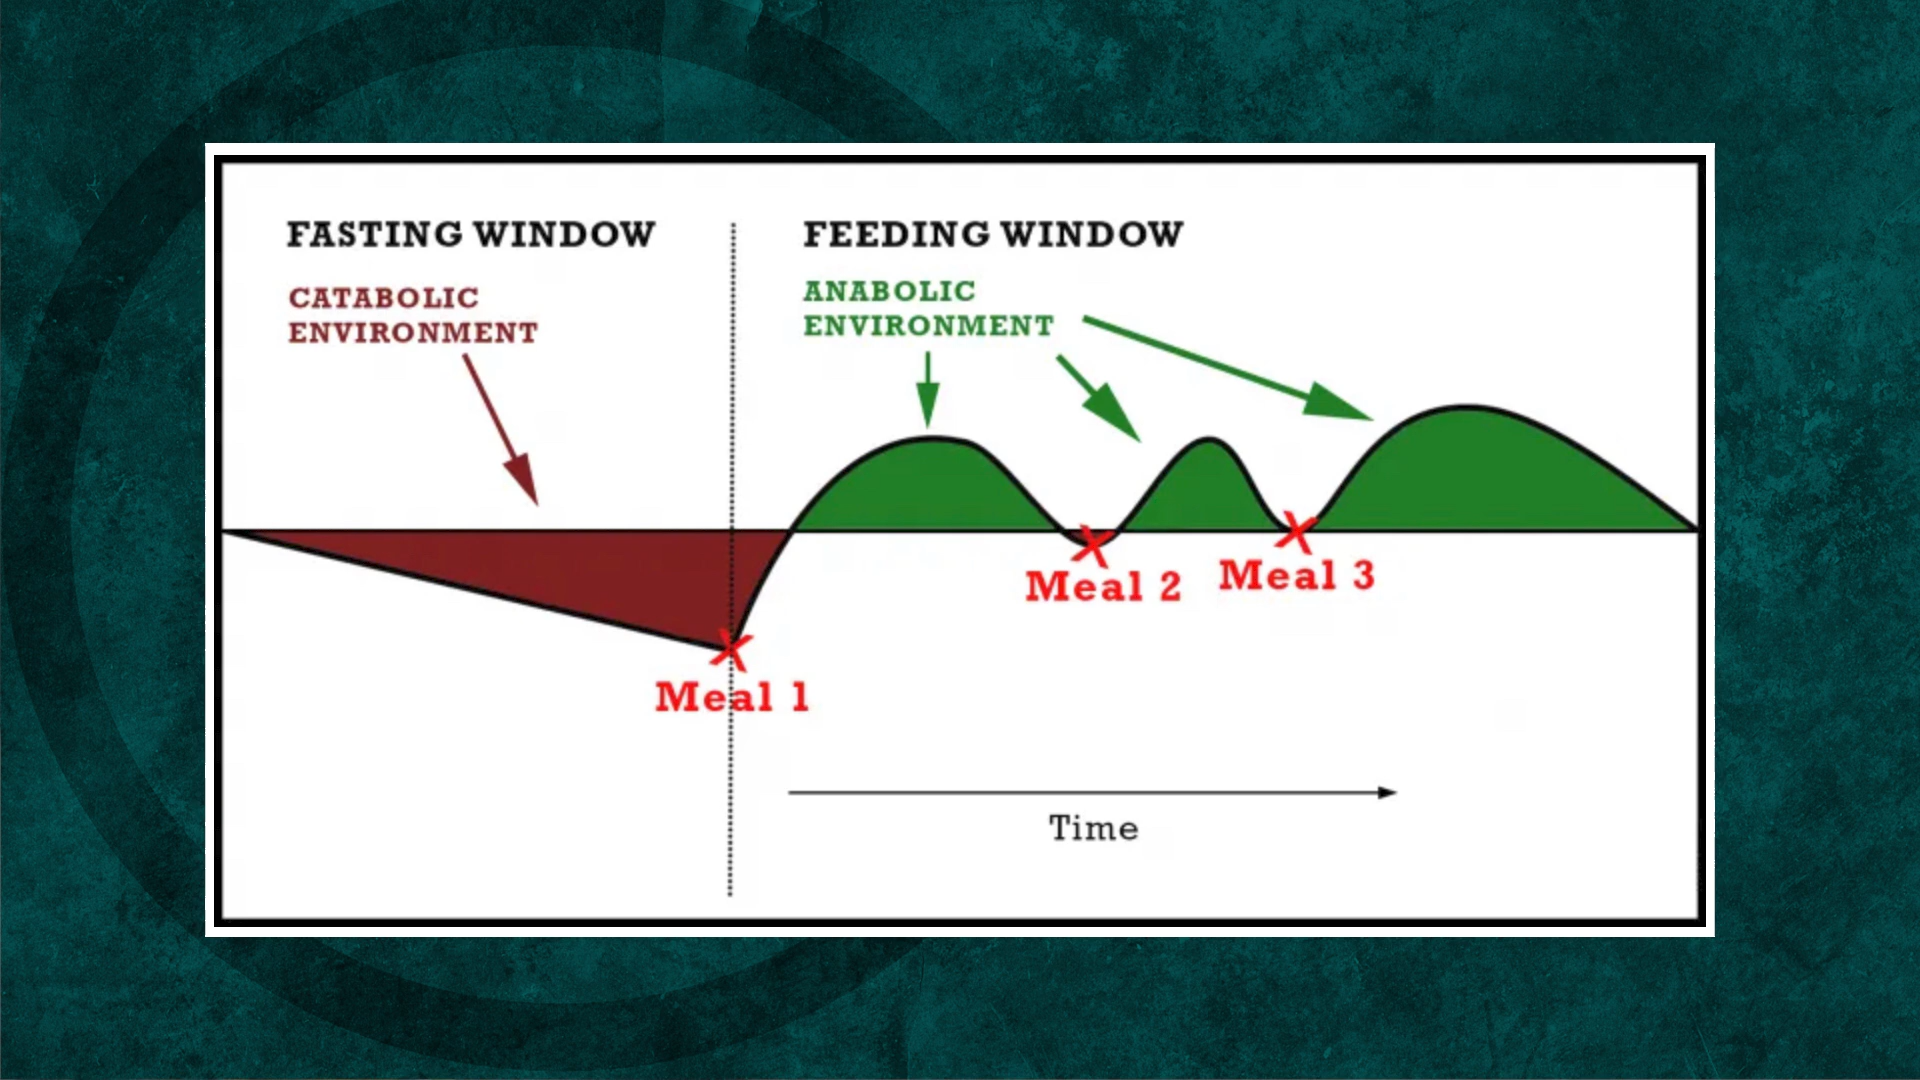 FASTING WINDOW
CATABOLIC
ENVIRONMENT
FEEDING WINDOW
ANABOLIC
ENVIRONMENT
Meal 1
Meal 2
Meal 3
Time